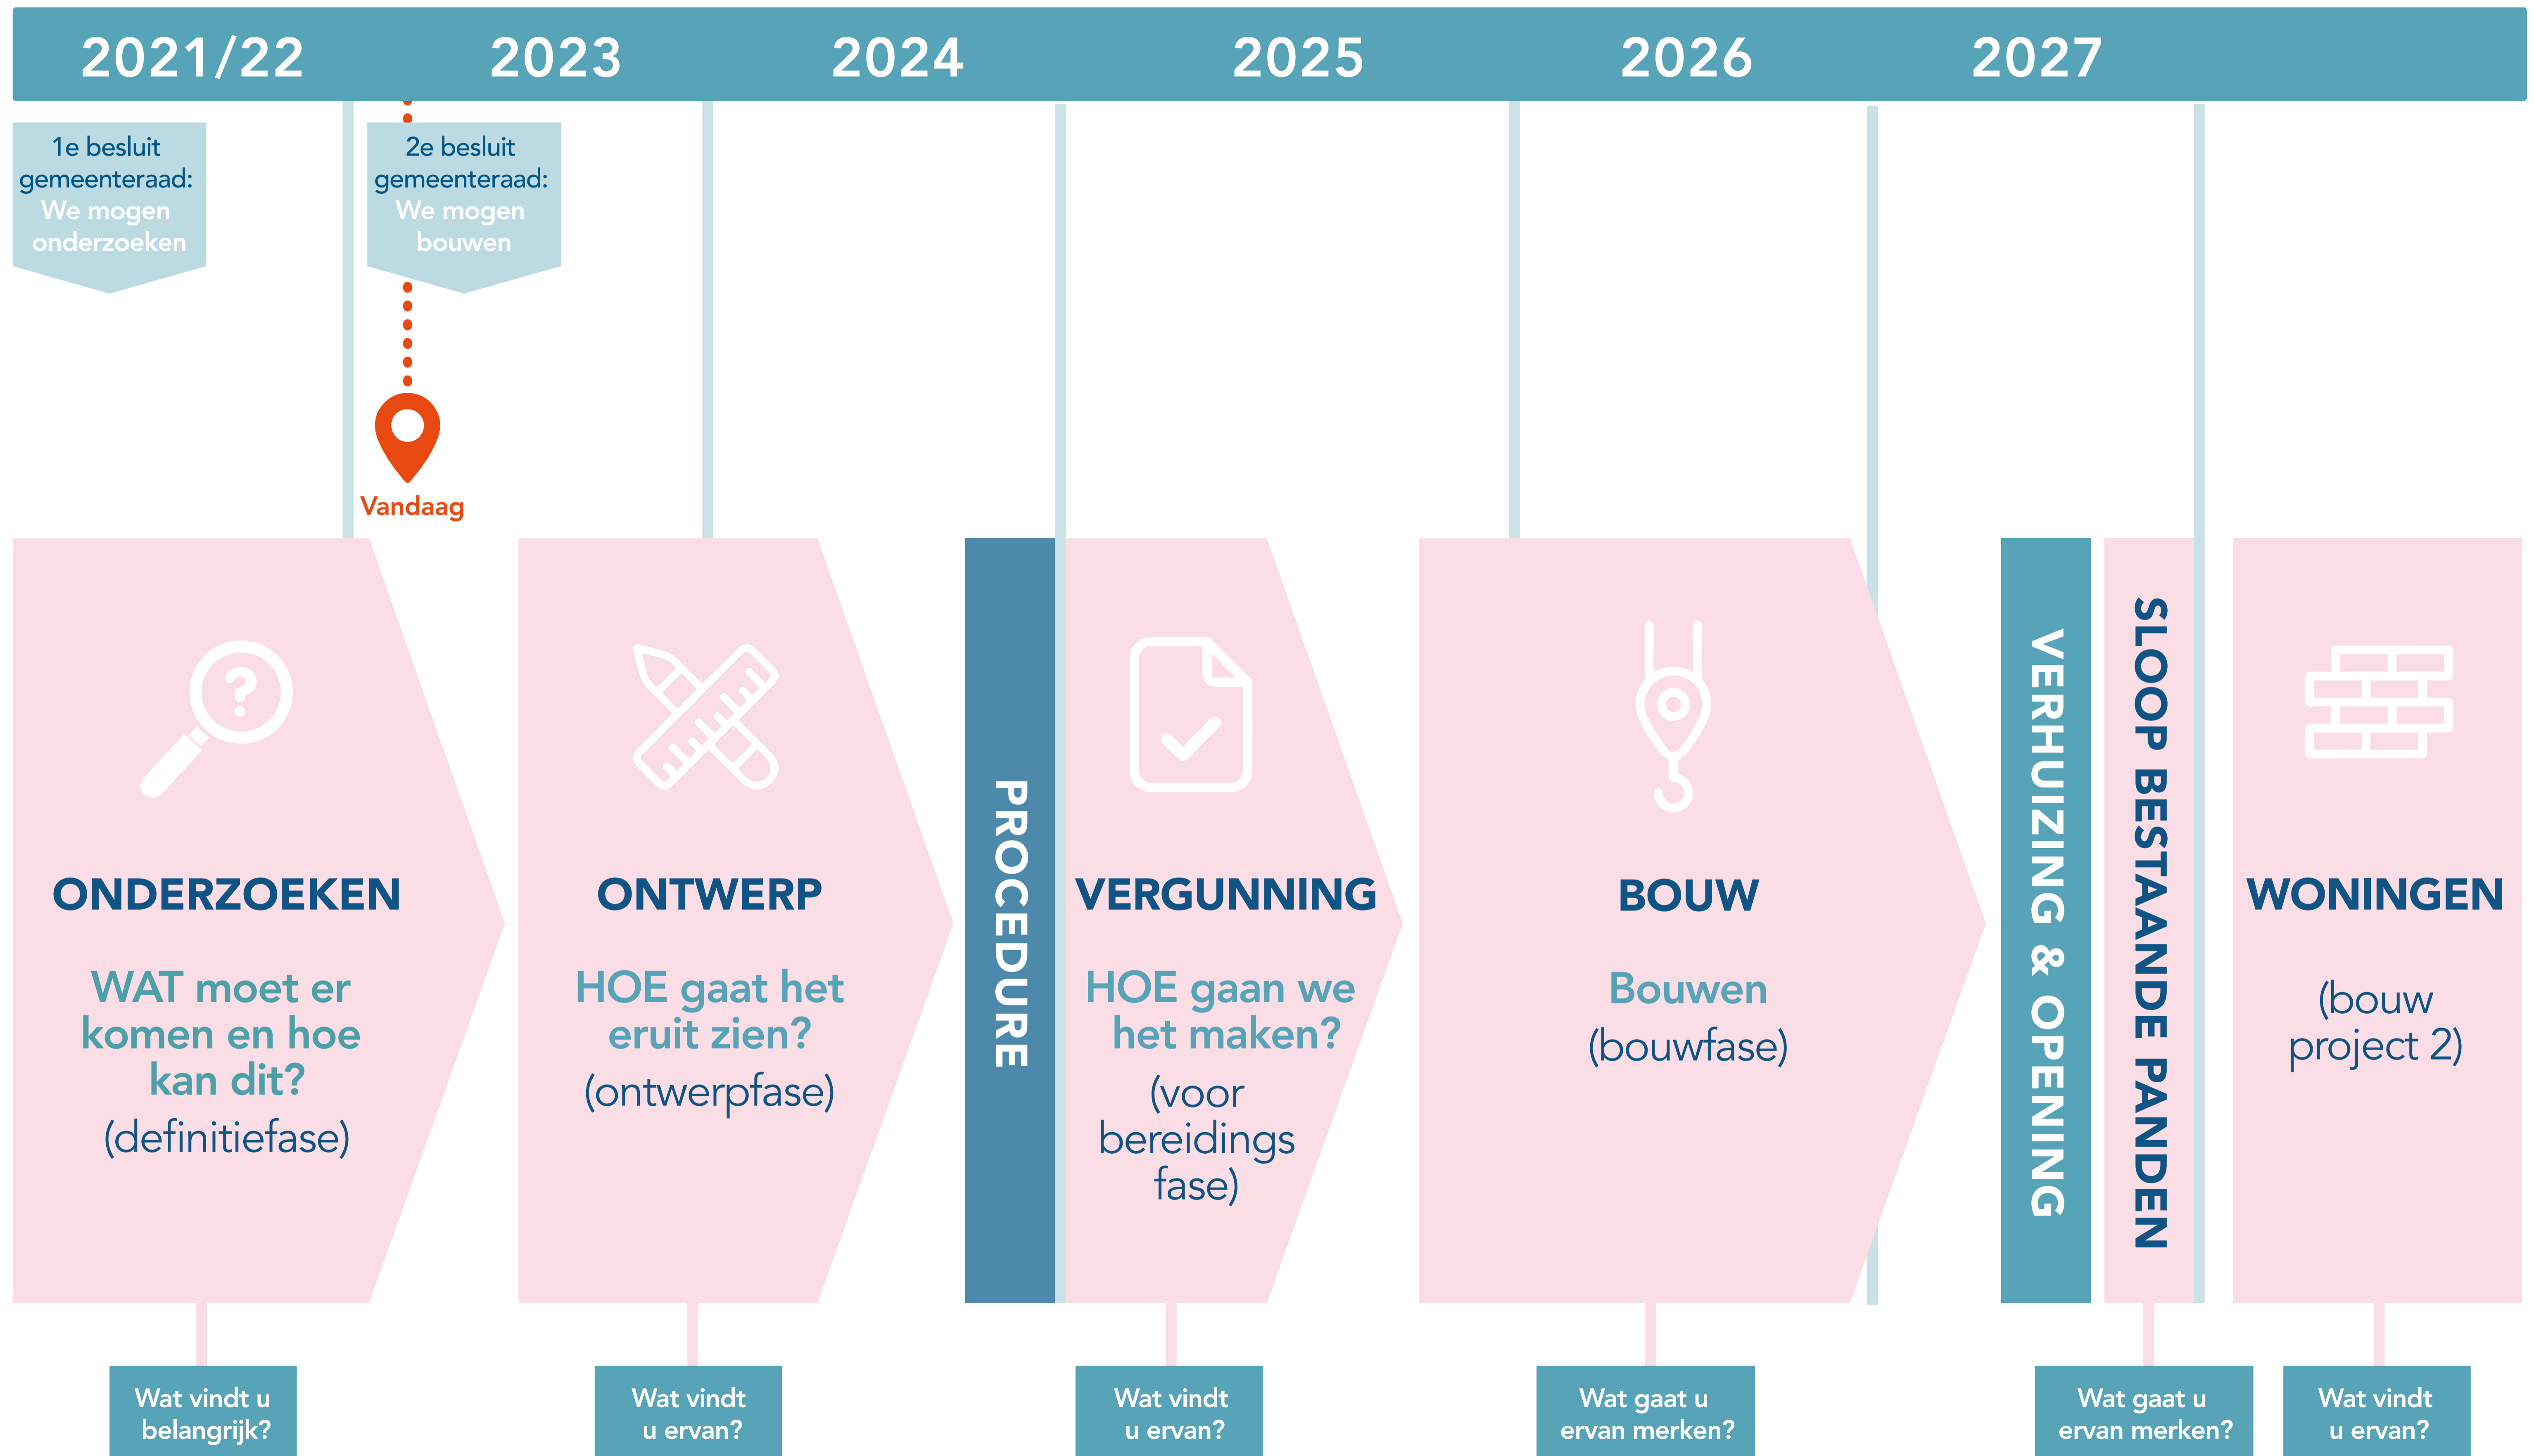 2021/22 2023 2024 2025 2026 2027
1e besluit
gemeenteraad:
We mogen
onderzoeken
2e besluit
gemeenteraad:
We mogen
bouwen
Vandaag
ONDERZOEKEN
WAT moet er
komen en hoe
kan dit?
(definitiefase)
ONTWERP
HOE gaat het
eruit zien?
(ontwerpfase)
PROCEDURE
VERGUNNING
HOE gaan we
het maken?
(voor
bereidings
fase)
BOUW
Bouwen
(bouwfase)
VERHUIZING & OPENING
SLOOP BESTAANDE PANDEN
WONINGEN
(bouw
project 2)
Wat vindt u
belangrijk?
Wat vindt
u ervan?
Wat vindt
u ervan?
Wat gaat u
ervan merken?
Wat gaat u
ervan merken?
Wat vindt
u ervan?